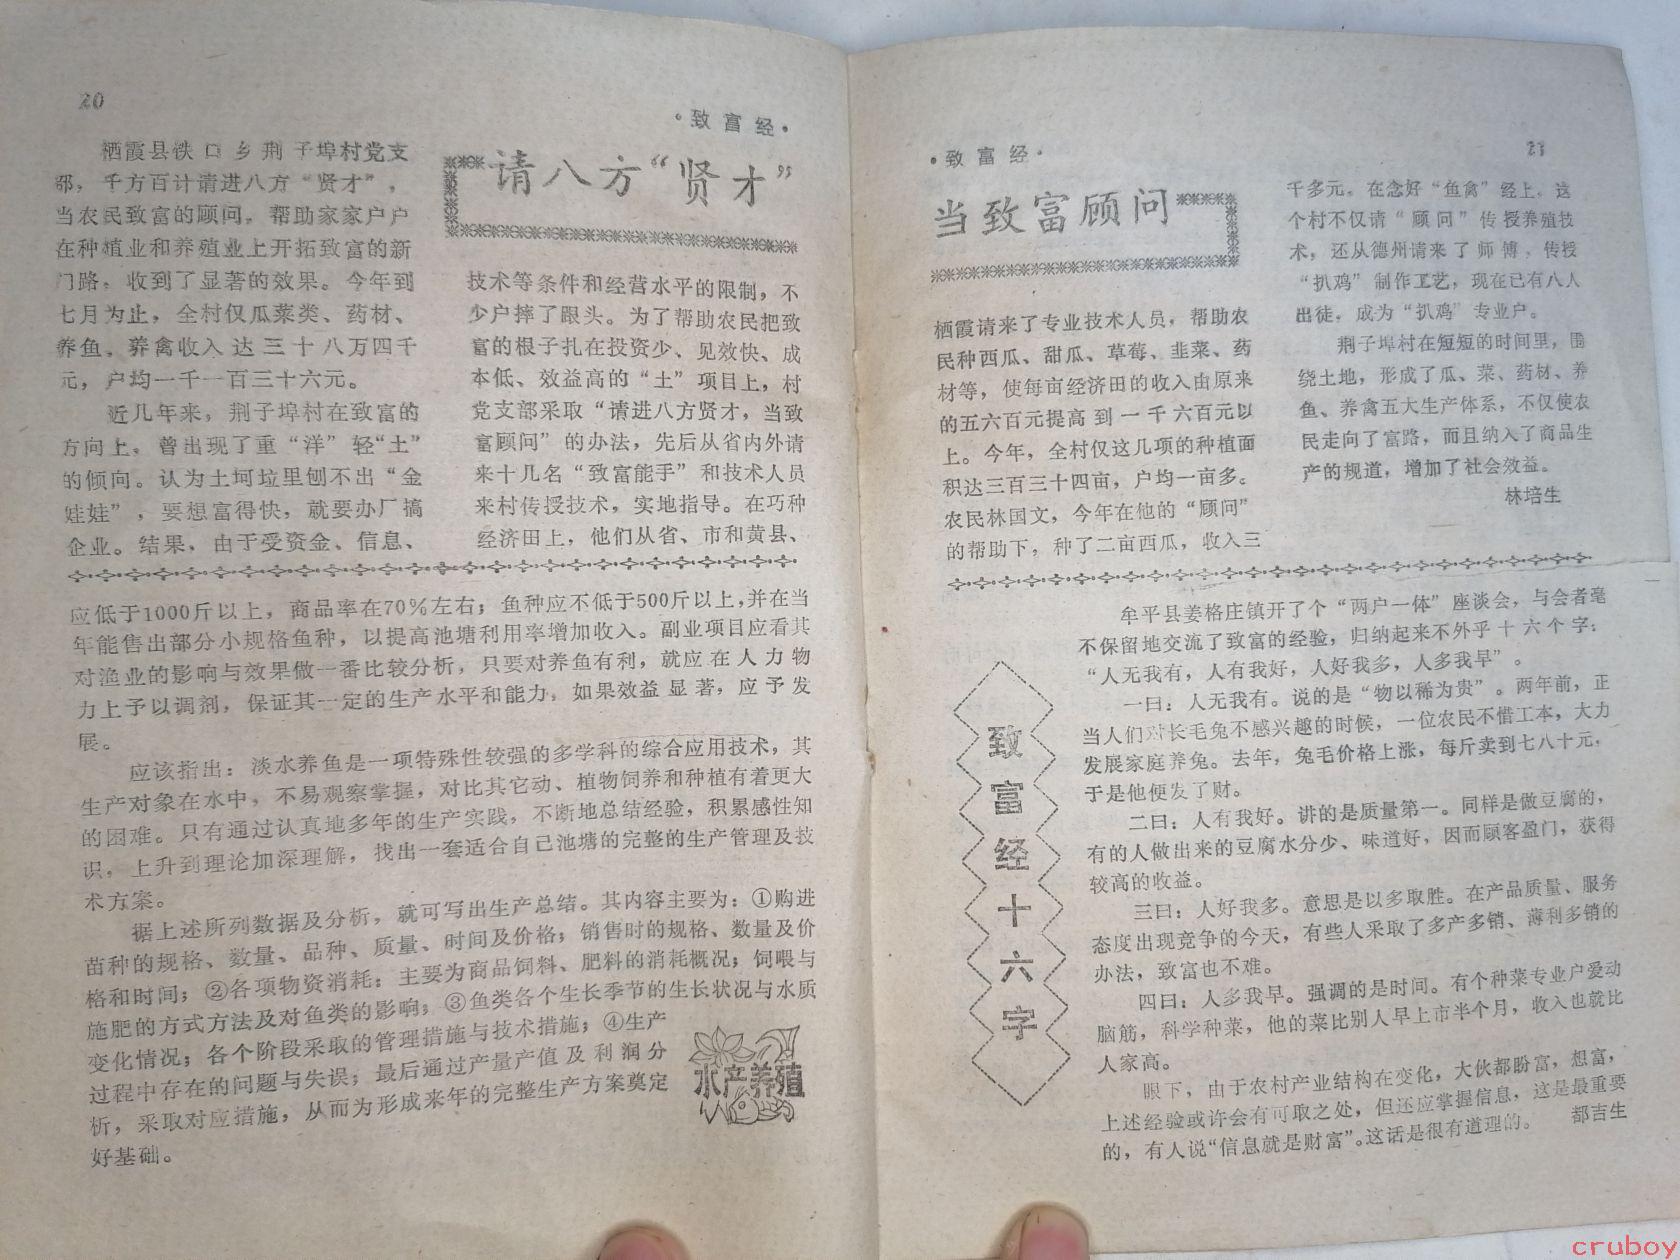 20
·致富经·
请八方“贤才”
栖霞县铁口乡荆子埠村党支
部，千方百计请进八方“贤才”，
当农民致富的顾问，帮助家家户户
在种植业和养殖业上开拓致富的新
门路，收到了显著的效果。今年到
七月为止，全村仅瓜菜类、药材、
养鱼、养禽收入达三十八万四千
元，户均一千一百三十六元。
近几年来，荆子埠村在致富的
方向上，曾出现了重“洋”轻“土”
的倾向。认为土坷垃里刨不出“金
娃娃”，要想富得快，就要办厂搞
企业。结果，由于受资金、信息、
技术等条件和经营水平的限制，不
少户摔了跟头。为了帮助农民把致
富的根子扎在投资少、见效快、成
本低、效益高的“土”项目上，村
党支部采取“请进八方贤才，当致
富顾问”的办法，先后从省内外请
来十几名“致富能手”和技术人员
来村传授技术，实地指导。在巧种
经济田上，他们从省、市和黄县、
应低于1000斤以上，商品率在70％左右；鱼种应不低于500斤以上，并在当
年能售出部分小规格鱼种，以提高池塘利用率增加收入。副业项目应看其
对渔业的影响与效果做一番比较分析，只要对养鱼有利，就应在人力物
力上予以调剂，保证其一定的生产水平和能力，如果效益显著，应予发
展。
应该指出：淡水养鱼是一项特殊性较强的多学科的综合应用技术，其
生产对象在水中，不易观察掌握，对比其它动、植物饲养和种植有着更大
的困难。只有通过认真地多年的生产实践，不断地总结经验，积累感性知
识，上升到理论加深理解，找出一套适合自己池塘的完整的生产管理及技
术方案。
据上述所列数据及分析，就可写出生产总结。其内容主要为：①购进
苗种的规格、数量、品种、质量、时间及价格；销售时的规格、数量及价
格和时间；②各项物资消耗：主要为商品饲料、肥料的消耗概况；饲喂与
施肥的方式方法及对鱼类的影响；③鱼类各个生长季节的生长状况与水质
变化情况；各个阶段采取的管理措施与技术措施；④生产
过程中存在的问题与失误；最后通过产量产值及利润分
析，采取对应措施，从而为形成来年的完整生产方案奠定
好基础。
水产养殖
·致富经·
21
当致富顾问
栖霞请来了专业技术人员，帮助农
民种西瓜、甜瓜、草莓、韭菜、药
材等，使每亩经济田的收入由原来
的五六百元提高到一千六百元以
上。今年，全村仅这几项的种植面
积达三百三十四亩，户均一亩多。
农民林国文，今年在他的“顾问”
的帮助下，种了二亩西瓜，收入三
千多元。在念好“鱼禽”经上，这
个村不仅请“顾问”传授养殖技
术，还从德州请来了师傅，传授
“扒鸡”制作工艺，现在已有八人
出徒，成为“扒鸡”专业户。
荆子埠村在短短的时间里，围
绕土地，形成了瓜、菜、药材、养
鱼、养禽五大生产体系，不仅使农
民走向了富路，而且纳入了商品生
产的规道，增加了社会效益。
林培生
致富经十六字
牟平县姜格庄镇开了个“两户一体”座谈会，与会者毫
不保留地交流了致富的经验，归纳起来不外乎十六个字：
“人无我有，人有我好，人好我多，人多我早”。
一曰：人无我有。说的是“物以稀为贵”。两年前，正
当人们对长毛兔不感兴趣的时候，一位农民不惜工本，大力
发展家庭养兔。去年，兔毛价格上涨，每斤卖到七八十元，
于是他便发了财。
二曰：人有我好。讲的是质量第一。同样是做豆腐的，
有的人做出来的豆腐水分少、味道好，因而顾客盈门，获得
较高的收益。
三曰：人好我多。意思是以多取胜。在产品质量、服务
态度出现竞争的今天，有些人采取了多产多销、薄利多销的
办法，致富也不难。
四曰：人多我早。强调的是时间。有个种菜专业户爱动
脑筋，科学种菜，他的菜比别人早上市半个月，收入也就比
人家高。
眼下，由于农村产业结构在变化，大伙都盼富，想富，
上述经验或许会有可取之处，但还应掌握信息，这是最重要
的，有人说“信息就是财富”。这话是很有道理的。 都吉生
cruboy